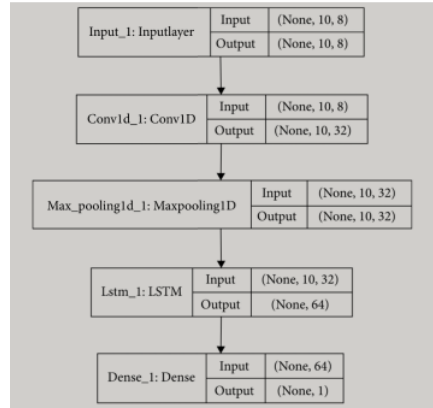 Input_1: Inputlayer
Input
(None, 10, 8)
Output
(None, 10, 8)
Conv1d_1: Conv1D
Input
(None, 10, 8)
Output
(None, 10, 32)
Max_pooling1d_1: Maxpooling1D
Input
(None, 10, 32)
Output
(None, 10, 32)
Lstm_1: LSTM
Input
(None, 10, 32)
Output
(None, 64)
Dense_1: Dense
Input
(None, 64)
Output
(None, 1)